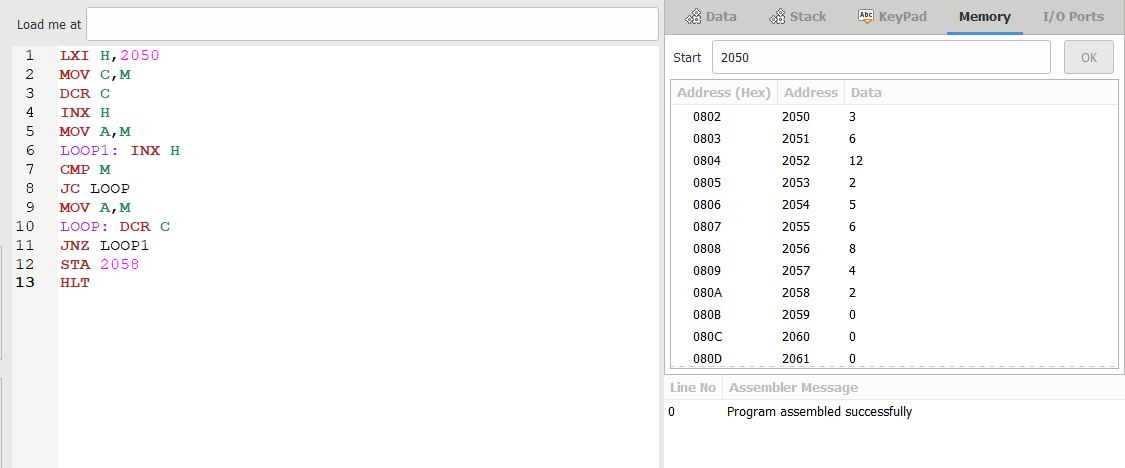 Load me at
1 LXI H,2050
2 MOV C,M
3 DCR C
4 INX H
5 MOV A,M
6 LOOP1: INX H
7 CMP M
8 JC LOOP
9 MOV A,M
10 LOOP: DCR C
11 JNZ LOOP1
12 STA 2058
13 HLT
Data Stack Abc KeyPad Memory I/O Ports
Start 2050 OK
Address (Hex) Address Data
0802 2050 3
0803 2051 6
0804 2052 12
0805 2053 2
0806 2054 5
0807 2055 6
0808 2056 8
0809 2057 4
080A 2058 2
080B 2059 0
080C 2060 0
080D 2061 0
Line No Assembler Message
0 Program assembled successfully